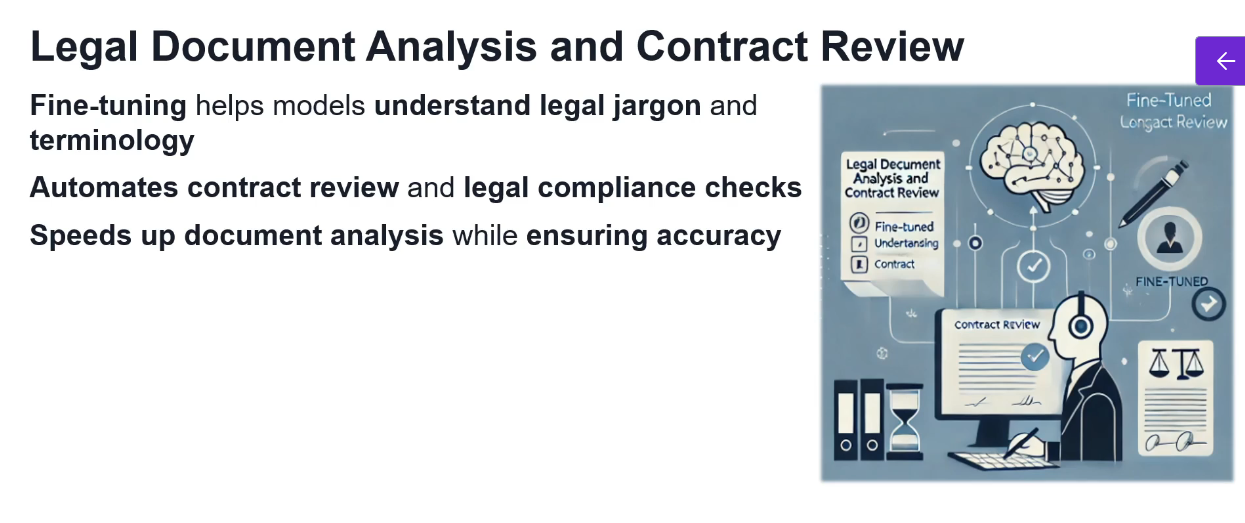 Legal Document Analysis and Contract Review
Fine-tuning helps models understand legal jargon and
terminology
Automates contract review and legal compliance checks
Speeds up document analysis while ensuring accuracy
Fine-Tuned
Longact Review
Legal Decument
Analysis and
Contract Review
Fine-tuned
Undertansing
Contract
FINE-TUNED
Contract Review